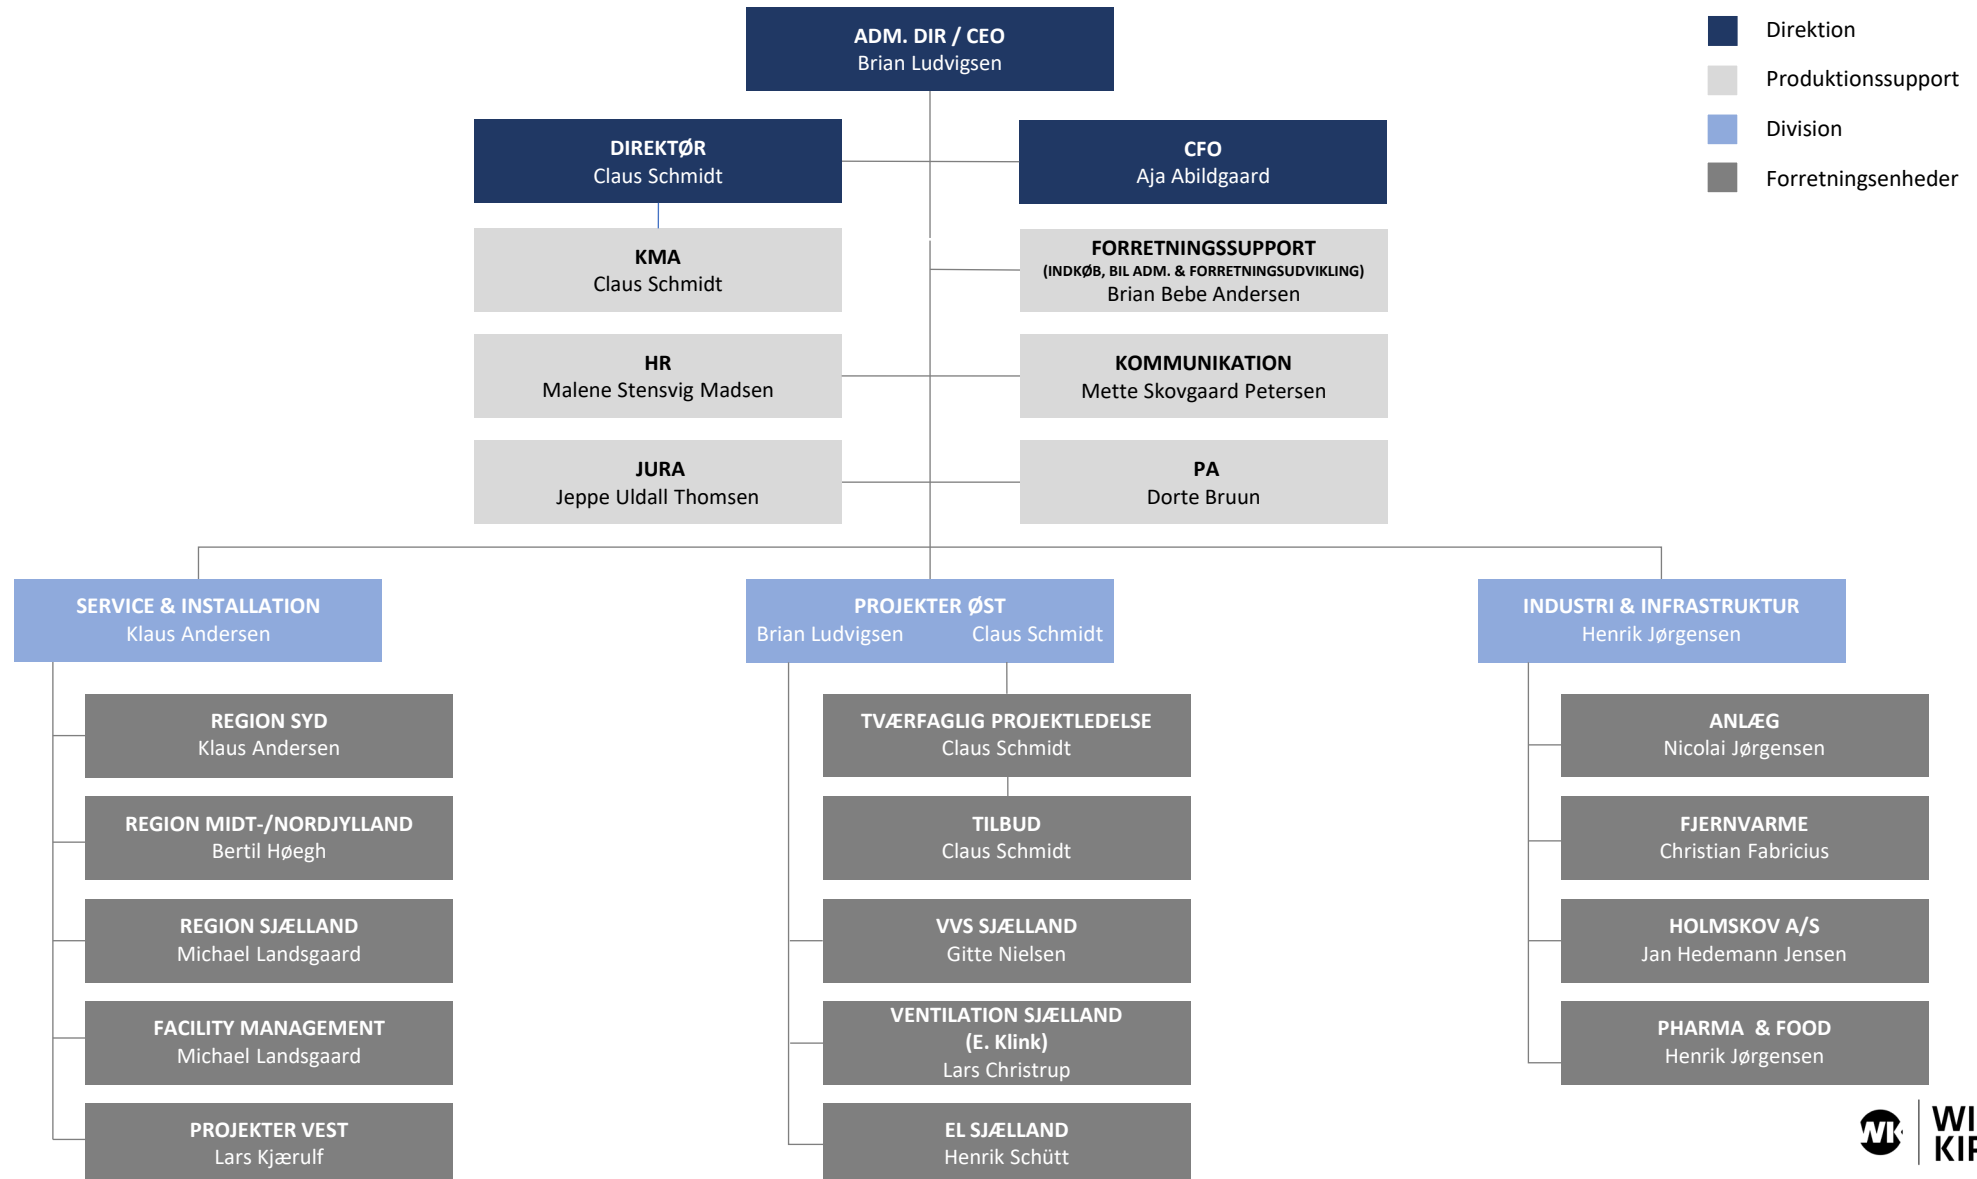 ADM. DIR / CEO
Brian Ludvigsen
Direktion
Produktionssupport
Division
Forretningsenheder
DIREKTØR
Claus Schmidt
CFO
Aja Abildgaard
KMA
Claus Schmidt
FORRETNINGSSUPPORT
(INDKØB, BIL ADM. & FORRETNINGSUDVIKLING)
Brian Bebe Andersen
HR
Malene Stensvig Madsen
KOMMUNIKATION
Mette Skovgaard Petersen
JURA
Jeppe Uldall Thomsen
PA
Dorte Bruun
SERVICE & INSTALLATION
Klaus Andersen
PROJEKTER ØST
Brian Ludvigsen Claus Schmidt
INDUSTRI & INFRASTRUKTUR
Henrik Jørgensen
REGION SYD
Klaus Andersen
REGION MIDT-/NORDJYLLAND
Bertil Høegh
REGION SJÆLLAND
Michael Landsgaard
FACILITY MANAGEMENT
Michael Landsgaard
PROJEKTER VEST
Lars Kjærulf
TVÆRFAGLIG PROJEKTLEDELSE
Claus Schmidt
TILBUD
Claus Schmidt
VVS SJÆLLAND
Gitte Nielsen
VENTILATION SJÆLLAND
(E. Klink)
Lars Christrup
EL SJÆLLAND
Henrik Schütt
ANLÆG
Nicolai Jørgensen
FJERNVARME
Christian Fabricius
HOLMSKOV A/S
Jan Hedemann Jensen
PHARMA & FOOD
Henrik Jørgensen
WK